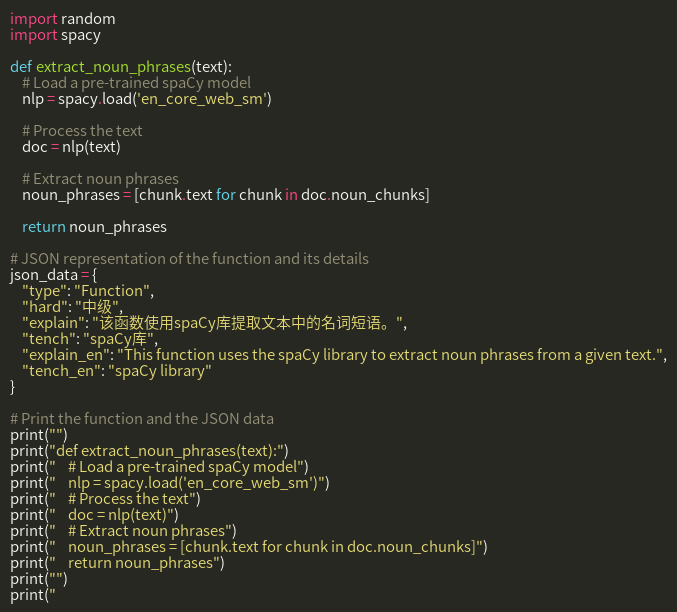 import random
import spacy

def extract_noun_phrases(text):
    # Load a pre-trained spaCy model
    nlp = spacy.load('en_core_web_sm')

    # Process the text
    doc = nlp(text)

    # Extract noun phrases
    noun_phrases = [chunk.text for chunk in doc.noun_chunks]

    return noun_phrases

# JSON representation of the function and its details
json_data = {
    "type": "Function",
    "hard": "中级",
    "explain": "该函数使用spaCy库提取文本中的名词短语。",
    "tench": "spaCy库",
    "explain_en": "This function uses the spaCy library to extract noun phrases from a given text.",
    "tench_en": "spaCy library"
}

# Print the function and the JSON data
print("")
print("def extract_noun_phrases(text):")
print("    # Load a pre-trained spaCy model")
print("    nlp = spacy.load('en_core_web_sm')")
print("    # Process the text")
print("    doc = nlp(text)")
print("    # Extract noun phrases")
print("    noun_phrases = [chunk.text for chunk in doc.noun_chunks]")
print("    return noun_phrases")
print("")
print("